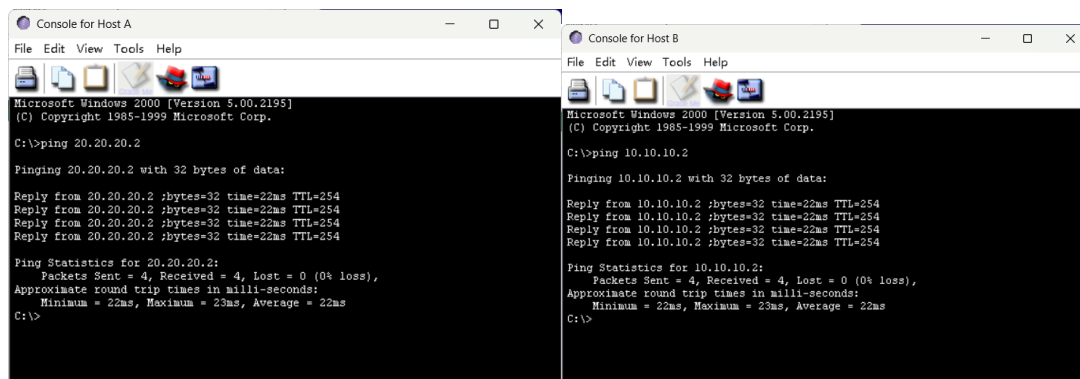 Console for Host A
File Edit View Tools Help
Microsoft Windows 2000 [Version 5.00.2195]
(C) Copyright 1985-1999 Microsoft Corp.
C:\>ping 20.20.20.2
Pinging 20.20.20.2 with 32 bytes of data:
Reply from 20.20.20.2 ;bytes=32 time=22ms TTL=254
Reply from 20.20.20.2 ;bytes=32 time=22ms TTL=254
Reply from 20.20.20.2 ;bytes=32 time=22ms TTL=254
Reply from 20.20.20.2 ;bytes=32 time=22ms TTL=254
Ping Statistics for 20.20.20.2:
Packets Sent = 4, Received = 4, Lost = 0 (0% loss),
Approximate round trip times in milli-seconds:
Minimum = 22ms, Maximum = 23ms, Average = 22ms
C:\>
Console for Host B
File Edit View Tools Help
Microsoft Windows 2000 [Version 5.00.2195]
(C) Copyright 1985-1999 Microsoft Corp.
C:\>ping 10.10.10.2
Pinging 10.10.10.2 with 32 bytes of data:
Reply from 10.10.10.2 ;bytes=32 time=22ms TTL=254
Reply from 10.10.10.2 ;bytes=32 time=22ms TTL=254
Reply from 10.10.10.2 ;bytes=32 time=22ms TTL=254
Reply from 10.10.10.2 ;bytes=32 time=22ms TTL=254
Ping Statistics for 10.10.10.2:
Packets Sent = 4, Received = 4, Lost = 0 (0% loss),
Approximate round trip times in milli-seconds:
Minimum = 22ms, Maximum = 23ms, Average = 22ms
C:\>